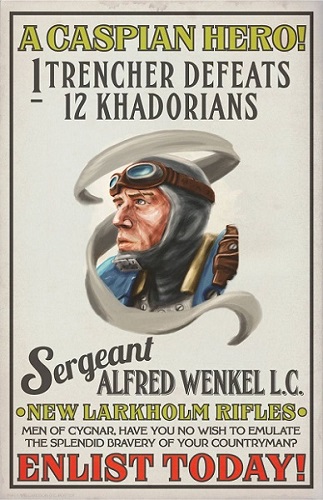 A CASPIAN HERO!
1 TRENCHER DEFEATS
12 KHADORIANS
Sergeant
ALFRED WENKEL L.C.
•NEW LARKHOLM RIFLES•
MEN OF CYGNAR, HAVE YOU NO WISH TO EMULATE
THE SPLENDID BRAVERY OF YOUR COUNTRYMAN?
ENLIST TODAY!